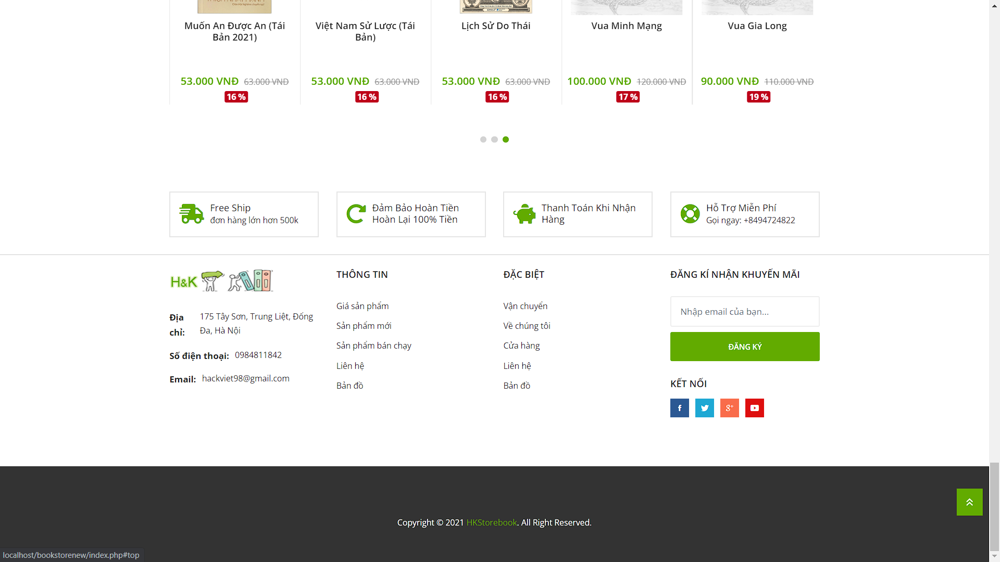 Muốn An Được An (Tái
Bản 2021)
53.000 VNĐ 63.000 VNĐ
16 %
Việt Nam Sử Lược (Tái
Bản)
53.000 VNĐ 63.000 VNĐ
16 %
Lịch Sử Do Thái
53.000 VNĐ 63.000 VNĐ
16 %
Vua Minh Mạng
100.000 VNĐ 120.000 VNĐ
17 %
Vua Gia Long
90.000 VNĐ 110.000 VNĐ
19 %
Free Ship
đơn hàng lớn hơn 500k
Đảm Bảo Hoàn Tiền
Hoàn Lại 100% Tiền
Thanh Toán Khi Nhận
Hàng
Hỗ Trợ Miễn Phí
Gọi ngay: +8494724822
H&K
Địa
chỉ:
175 Tây Sơn, Trung Liệt, Đống
Đa, Hà Nội
Số điện thoại: 0984811842
Email: hackviet98@gmail.com
THÔNG TIN
Giá sản phẩm
Sản phẩm mới
Sản phẩm bán chạy
Liên hệ
Bản đồ
ĐẶC BIỆT
Vận chuyển
Về chúng tôi
Cửa hàng
Liên hệ
Bản đồ
ĐĂNG KÍ NHẬN KHUYẾN MÃI
Nhập email của bạn...
ĐĂNG KÝ
KẾT NỐI
Copyright © 2021 HKStorebook. All Right Reserved.
localhost/bookstorenew/index.php#top